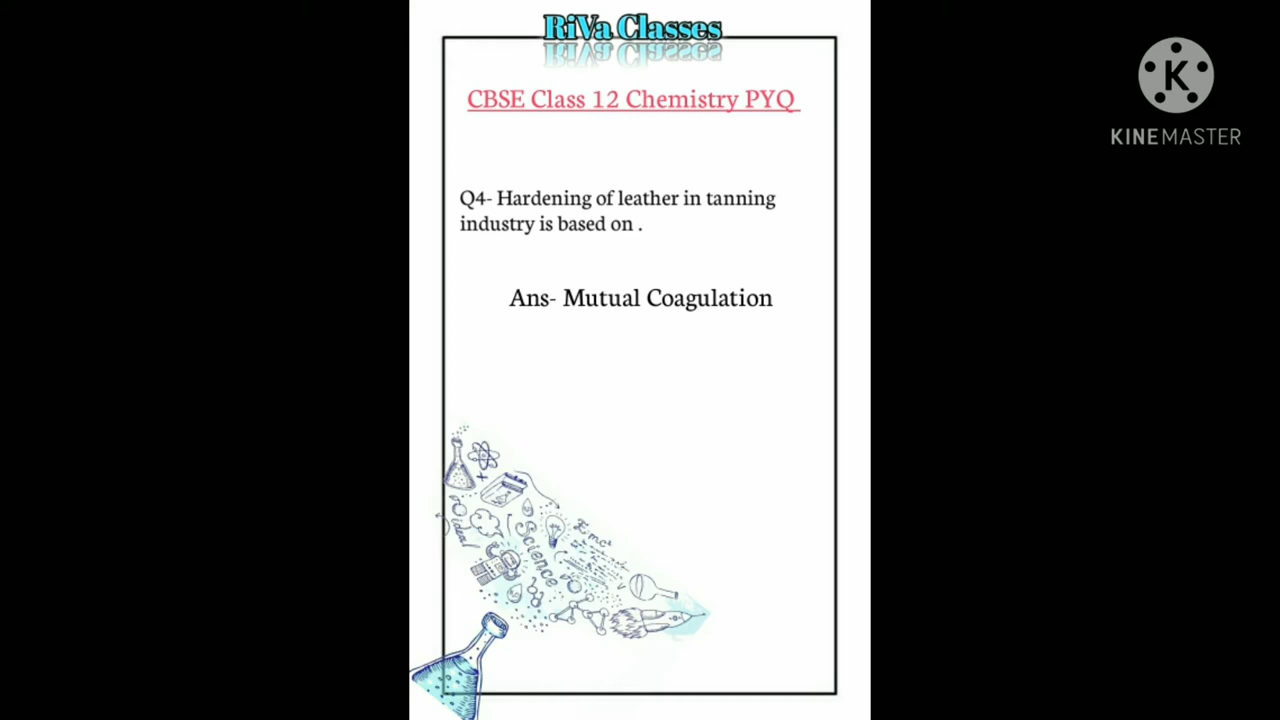 RiVa Classes
CBSE Class 12 Chemistry PYQ
KINEMASTER
Q4- Hardening of leather in tanning
industry is based on .
Ans- Mutual Coagulation
Science